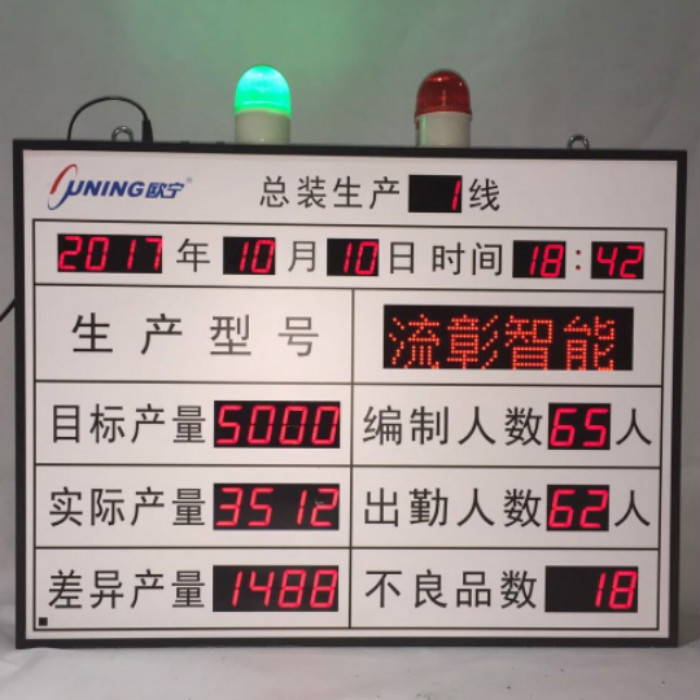 OUNING欧宁®
总装生产 1 线
2017 年 10 月 10 日 时间 18:42
生产型号 流彰智能
目标产量 5000 编制人数 65 人
实际产量 3512 出勤人数 62 人
差异产量 1488 不良品数 18